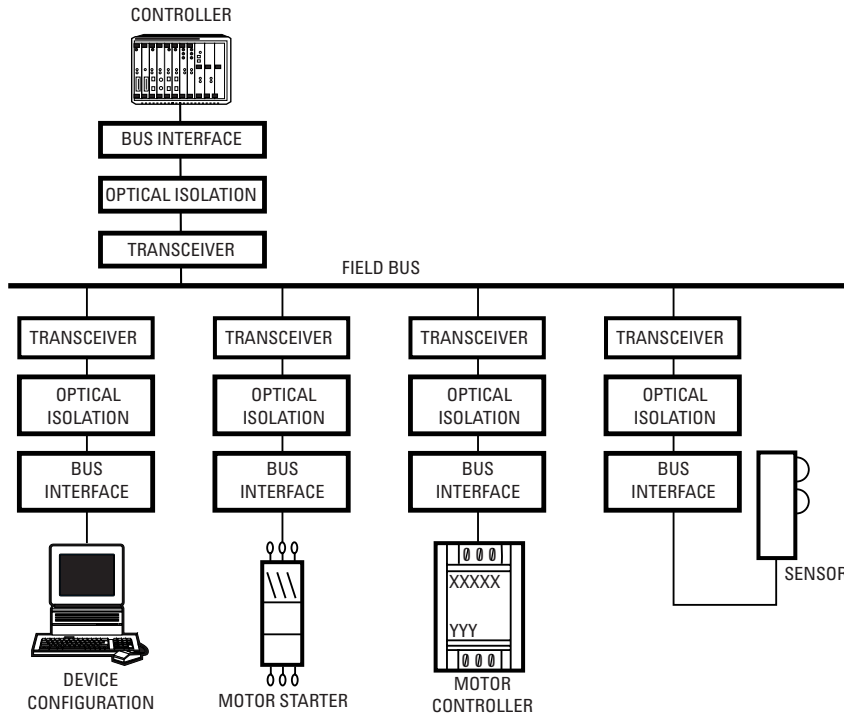 CONTROLLER
BUS INTERFACE
OPTICAL ISOLATION
TRANSCEIVER
FIELD BUS
TRANSCEIVER
TRANSCEIVER
TRANSCEIVER
TRANSCEIVER
OPTICAL
ISOLATION
OPTICAL
ISOLATION
OPTICAL
ISOLATION
OPTICAL
ISOLATION
BUS
INTERFACE
BUS
INTERFACE
BUS
INTERFACE
BUS
INTERFACE
XXXXX
YYY
SENSOR
DEVICE
CONFIGURATION
MOTOR STARTER
MOTOR
CONTROLLER